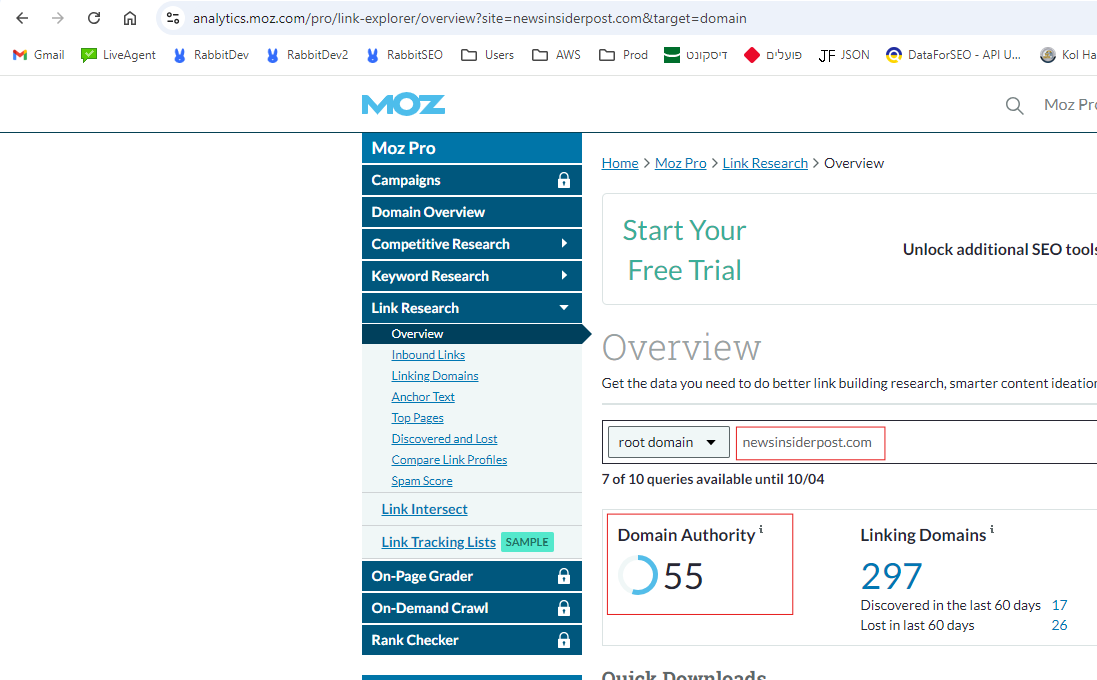 analytics.moz.com/pro/link-explorer/overview?site=newsinsiderpost.com&target=domain
Gmail LiveAgent RabbitDev RabbitDev2 RabbitSEO Users AWS Prod דיסקונט פועלים JSON DataForSEO - API U... Kol Ha
MOZ
Moz Pro
Moz Pro
Campaigns
Domain Overview
Competitive Research
Keyword Research
Link Research
Overview
Inbound Links
Linking Domains
Anchor Text
Top Pages
Discovered and Lost
Compare Link Profiles
Spam Score
Link Intersect
Link Tracking Lists SAMPLE
On-Page Grader
On-Demand Crawl
Rank Checker
Home > Moz Pro > Link Research > Overview
Start Your
Free Trial
Unlock additional SEO tools
Overview
Get the data you need to do better link building research, smarter content ideation
root domain newsinsiderpost.com
7 of 10 queries available until 10/04
Domain Authority i
55
Linking Domains i
297
Discovered in the last 60 days 17
Lost in last 60 days 26
Quick Downloads